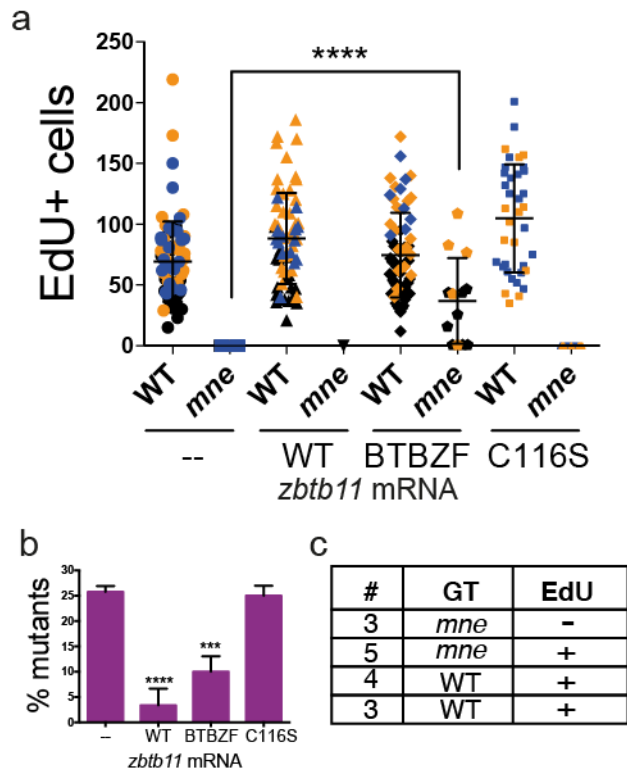 a
****
EdU+ cells
250
200
150
100
50
0
WT mne WT mne WT mne WT mne
-- WT BTBZF C116S
zbtb11 mRNA
b
% mutants
30
25
20
15
10
5
0
**** ***
-- WT BTBZF C116S
zbtb11 mRNA
c
# GT EdU
3 mne -
5 mne +
4 WT +
3 WT +